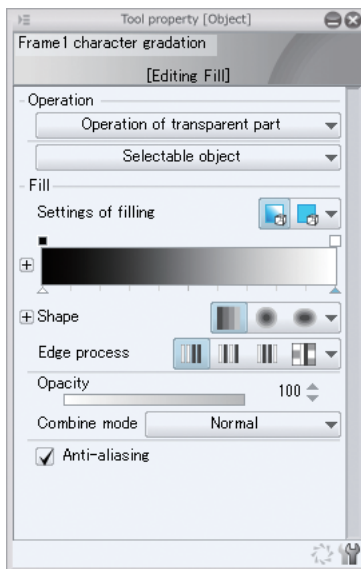 Tool property [Object]
Frame1 character gradation
[Editing Fill]
Operation
Operation of transparent part
Selectable object
Fill
Settings of filling
Shape
Edge process
Opacity
100
Combine mode
Normal
Anti-aliasing